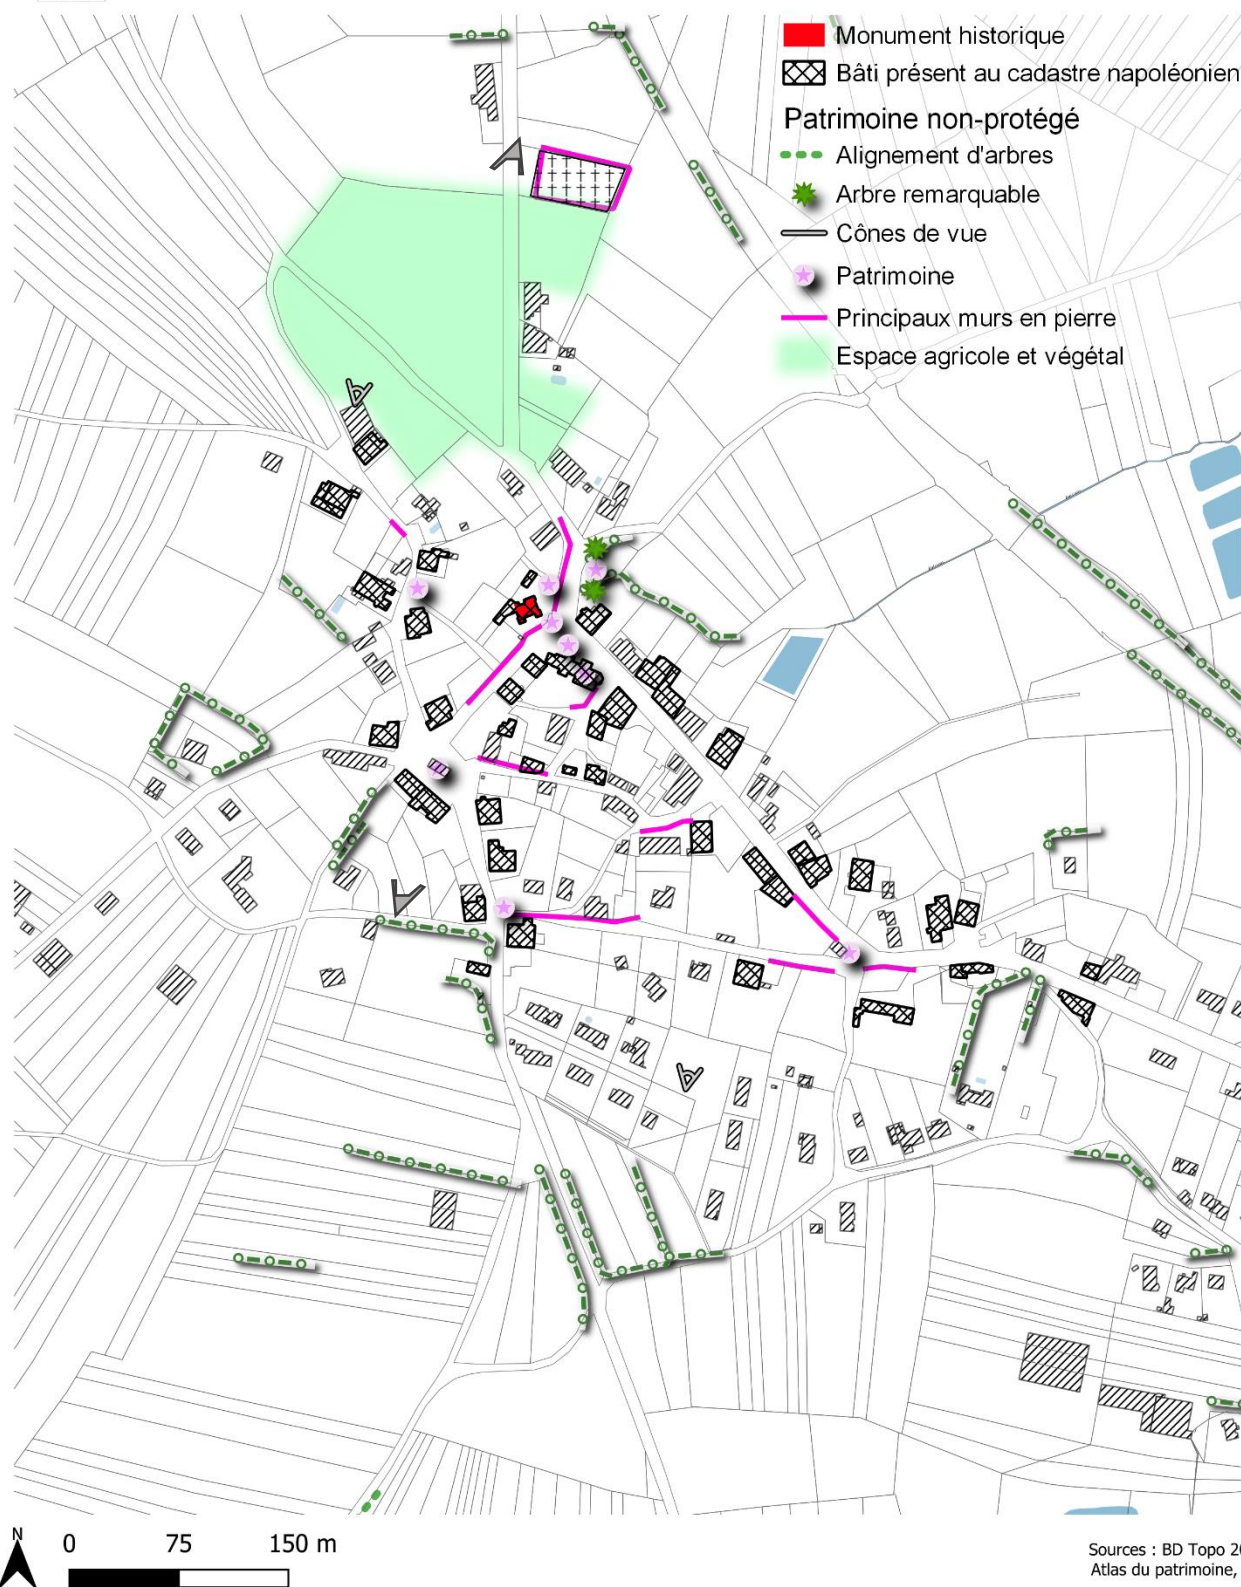 Monument historique
Bâti présent au cadastre napoléonien
Patrimoine non-protégé
Alignement d'arbres
Arbre remarquable
Cônes de vue
Patrimoine
Principaux murs en pierre
Espace agricole et végétal
N
0 75 150 m
Sources : BD Topo 20
Atlas du patrimoine,